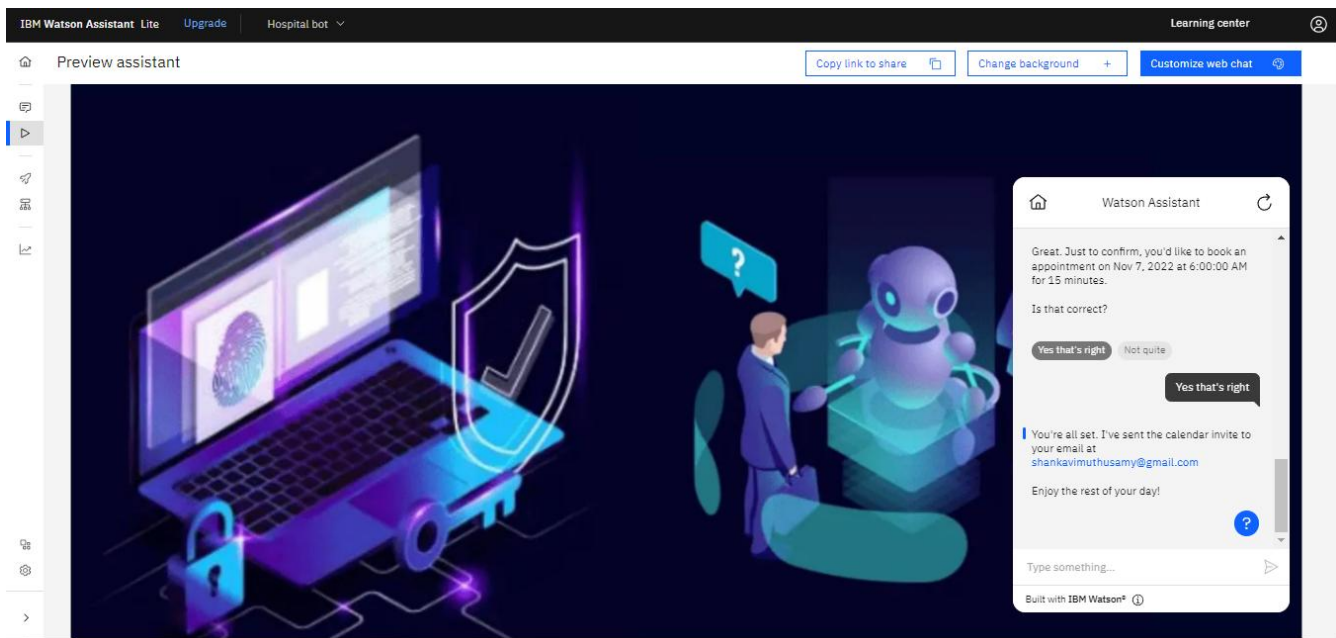 IBM Watson Assistant Lite Upgrade Hospital bot Learning center
Preview assistant Copy link to share Change background + Customize web chat
?
Watson Assistant
Great. Just to confirm, you'd like to book an
appointment on Nov 7, 2022 at 6:00:00 AM
for 15 minutes.
Is that correct?
Yes that's right Not quite
Yes that's right
You're all set. I've sent the calendar invite to
your email at
shankavimuthusamy@gmail.com
Enjoy the rest of your day!
?
Type something...
Built with IBM Watson®